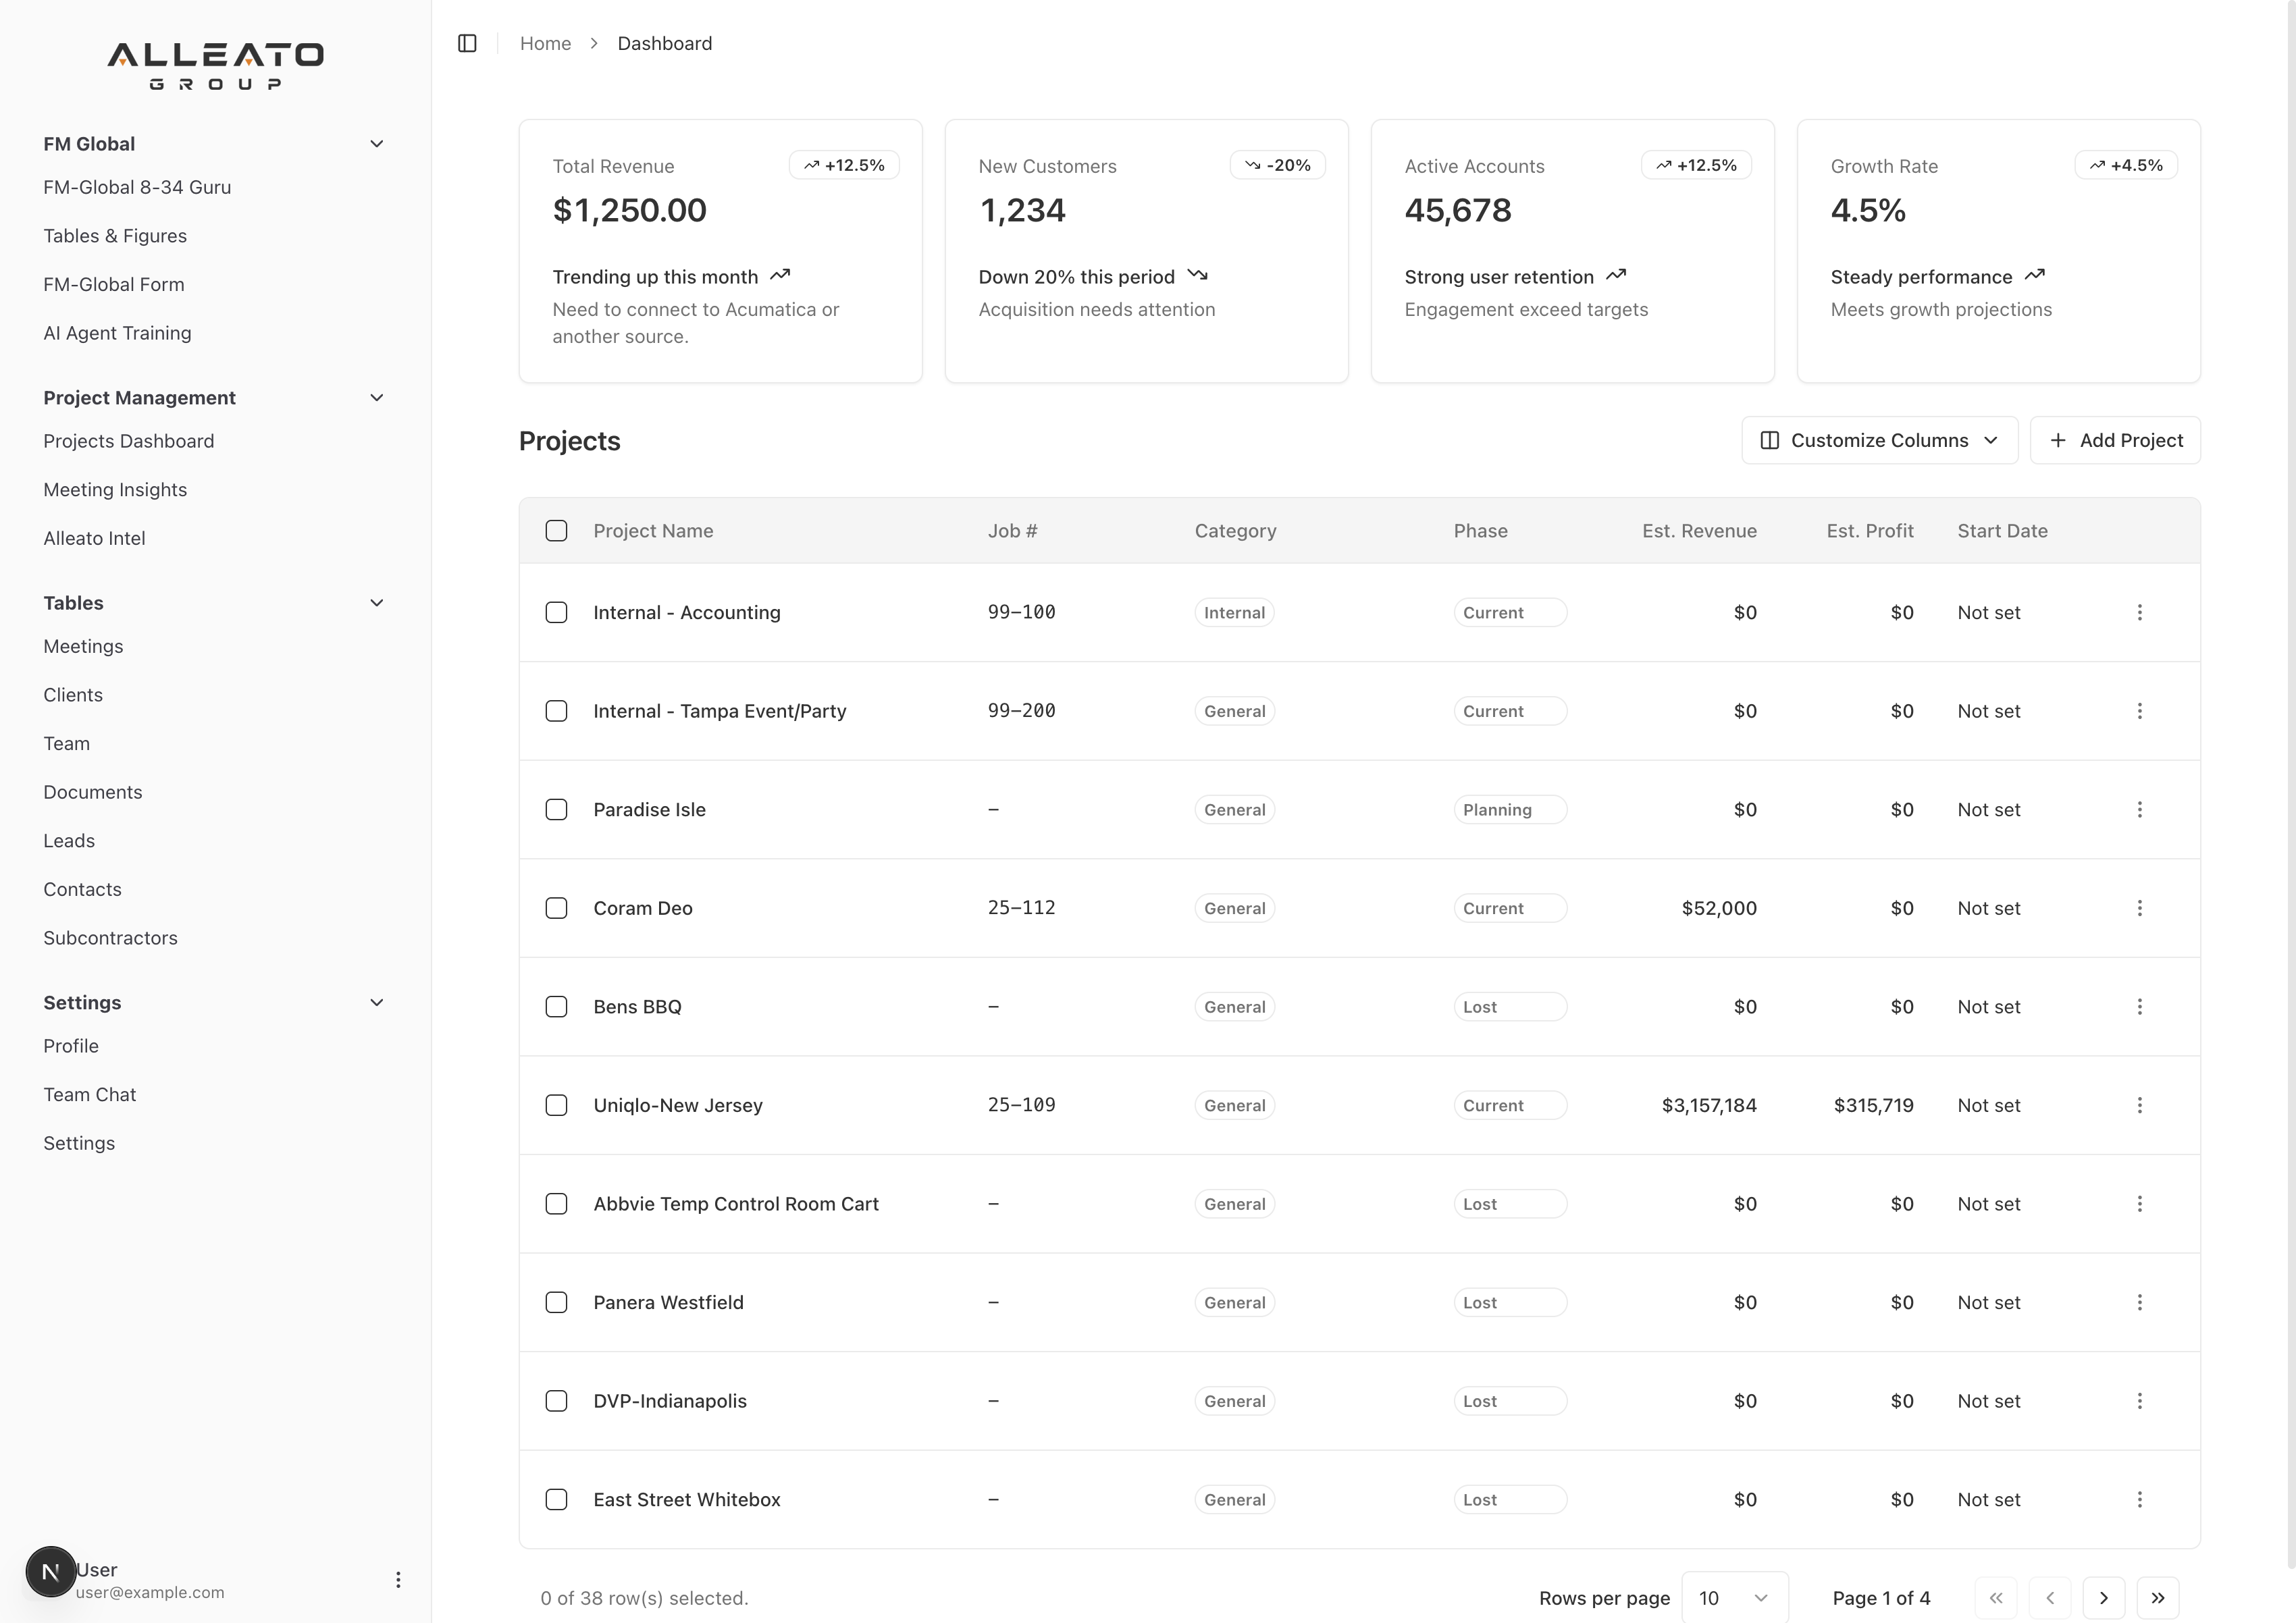 ALLEATO
GROUP
FM Global
FM-Global 8-34 Guru
Tables & Figures
FM-Global Form
AI Agent Training
Project Management
Projects Dashboard
Meeting Insights
Alleato Intel
Tables
Meetings
Clients
Team
Documents
Leads
Contacts
Subcontractors
Settings
Profile
Team Chat
Settings
N
User
user@example.com
Home > Dashboard
Total Revenue +12.5%
$1,250.00
Trending up this month
Need to connect to Acumatica or
another source.
New Customers -20%
1,234
Down 20% this period
Acquisition needs attention
Active Accounts +12.5%
45,678
Strong user retention
Engagement exceed targets
Growth Rate +4.5%
4.5%
Steady performance
Meets growth projections
Projects Customize Columns + Add Project
Project Name Job # Category Phase Est. Revenue Est. Profit Start Date
Internal - Accounting 99-100 Internal Current $0 $0 Not set
Internal - Tampa Event/Party 99-200 General Current $0 $0 Not set
Paradise Isle - General Planning $0 $0 Not set
Coram Deo 25-112 General Current $52,000 $0 Not set
Bens BBQ - General Lost $0 $0 Not set
Uniqlo-New Jersey 25-109 General Current $3,157,184 $315,719 Not set
Abbvie Temp Control Room Cart - General Lost $0 $0 Not set
Panera Westfield - General Lost $0 $0 Not set
DVP-Indianapolis - General Lost $0 $0 Not set
East Street Whitebox - General Lost $0 $0 Not set
0 of 38 row(s) selected. Rows per page 10 Page 1 of 4